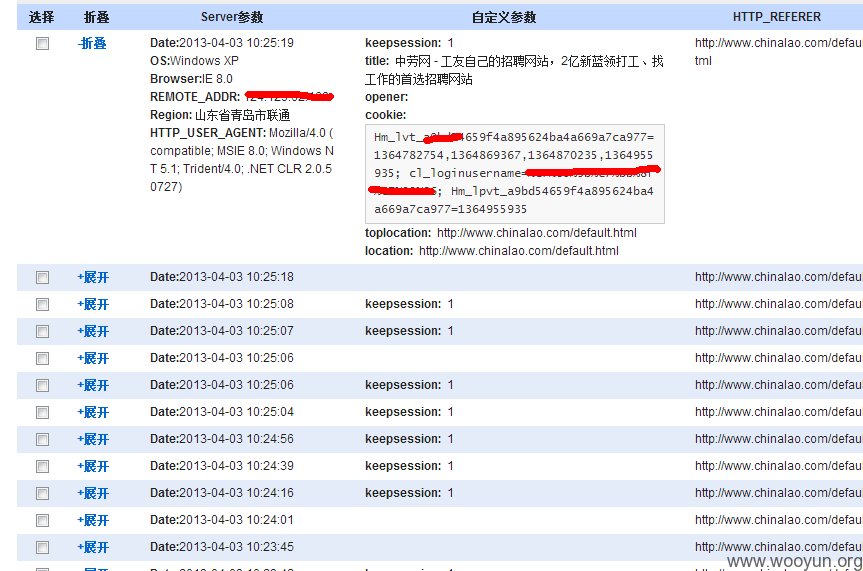 选择 折叠 Server参数 自定义参数 HTTP_REFERER
-折叠 Date:2013-04-03 10:25:19 keepsession: 1 http://www.chinalao.com/defau
OS:Windows XP title: 中劳网 - 工友自己的招聘网站，2亿新蓝领打工、找 tml
Browser:IE 8.0 工作的首选招聘网站
REMOTE_ADDR: opener:
Region: 山东省青岛市联通 cookie:
HTTP_USER_AGENT: Mozilla/4.0 ( Hm_lvt_ 4659f4a895624ba4a669a7ca977=
compatible; MSIE 8.0; Windows N 1364782754,1364869367,1364870235,1364955
T 5.1; Trident/4.0; .NET CLR 2.0.5 935; cl_loginusername=
0727) ; Hm_lpvt_a9bd54659f4a895624ba4
a669a7ca977=1364955935
toplocation: http://www.chinalao.com/default.html
location: http://www.chinalao.com/default.html
+展开 Date:2013-04-03 10:25:18 http://www.chinalao.com/defau
+展开 Date:2013-04-03 10:25:08 keepsession: 1 http://www.chinalao.com/defau
+展开 Date:2013-04-03 10:25:07 keepsession: 1 http://www.chinalao.com/defau
+展开 Date:2013-04-03 10:25:06 http://www.chinalao.com/defau
+展开 Date:2013-04-03 10:25:06 keepsession: 1 http://www.chinalao.com/defau
+展开 Date:2013-04-03 10:25:04 keepsession: 1 http://www.chinalao.com/defau
+展开 Date:2013-04-03 10:24:56 keepsession: 1 http://www.chinalao.com/defau
+展开 Date:2013-04-03 10:24:39 keepsession: 1 http://www.chinalao.com/defau
+展开 Date:2013-04-03 10:24:16 keepsession: 1 http://www.chinalao.com/defau
+展开 Date:2013-04-03 10:24:01 http://www.chinalao.com/defau
+展开 Date:2013-04-03 10:23:45 http://www.chinalao.com/defau
www.wooyun.org